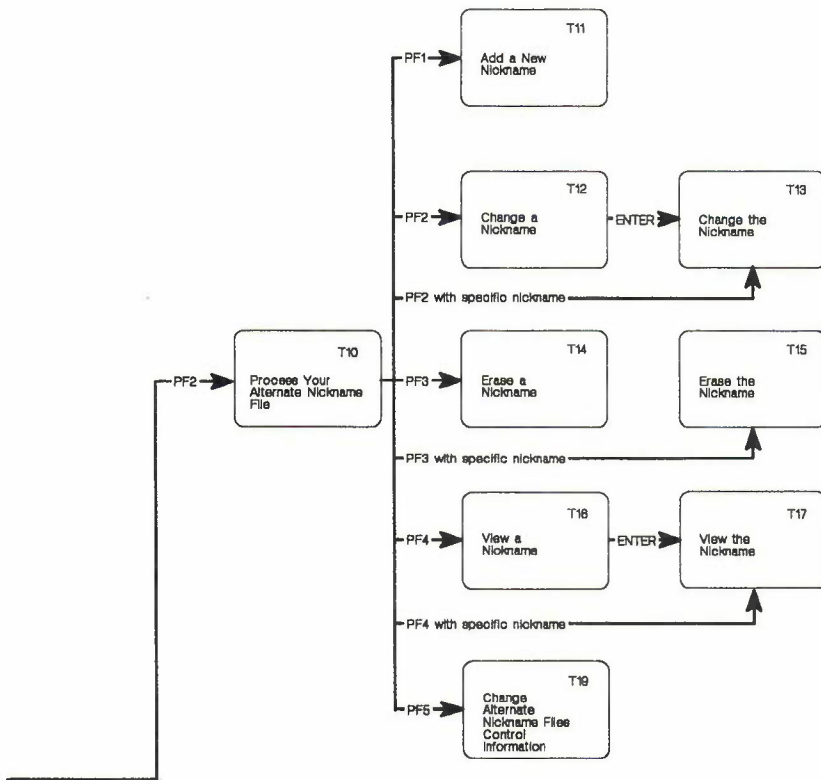 T11
PF1
Add a New
Nickname
T12
PF2
Change a
Nickname
ENTER
T13
Change the
Nickname
PF2 with specific nickname
PF2
T10
Process Your
Alternate Nickname
File
T14
PF3
Erase a
Nickname
T15
Erase the
Nickname
PF3 with specific nickname
T16
PF4
View a
Nickname
ENTER
T17
View the
Nickname
PF4 with specific nickname
T19
PF5
Change
Alternate
Nickname Files
Control
Information